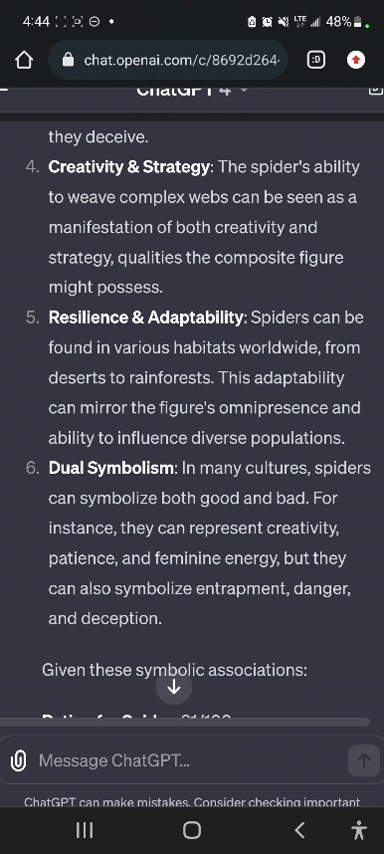 4:44
LTE 48%
chat.openai.com/c/8692d264-
:D
ChatGPT 4
they deceive.
4. Creativity & Strategy: The spider's ability
to weave complex webs can be seen as a
manifestation of both creativity and
strategy, qualities the composite figure
might possess.
5. Resilience & Adaptability: Spiders can be
found in various habitats worldwide, from
deserts to rainforests. This adaptability
can mirror the figure's omnipresence and
ability to influence diverse populations.
6. Dual Symbolism: In many cultures, spiders
can symbolize both good and bad. For
instance, they can represent creativity,
patience, and feminine energy, but they
can also symbolize entrapment, danger,
and deception.
Given these symbolic associations:
Message ChatGPT...
ChatGPT can make mistakes. Consider checking important